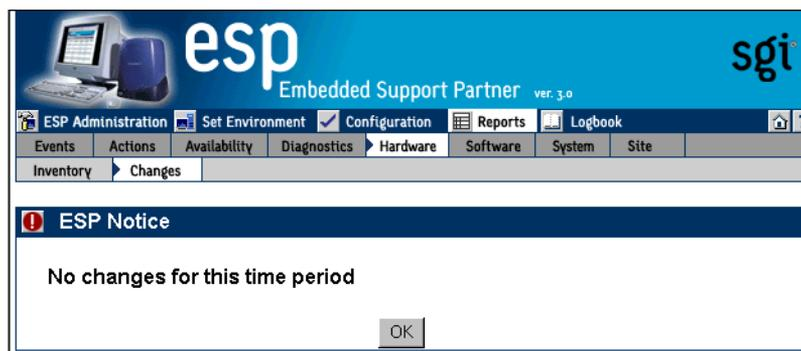 esp
Embedded Support Partner ver. 3.0
sgi
ESP Administration Set Environment Configuration Reports Logbook
Events Actions Availability Diagnostics Hardware Software System Site
Inventory Changes
ESP Notice
No changes for this time period
OK